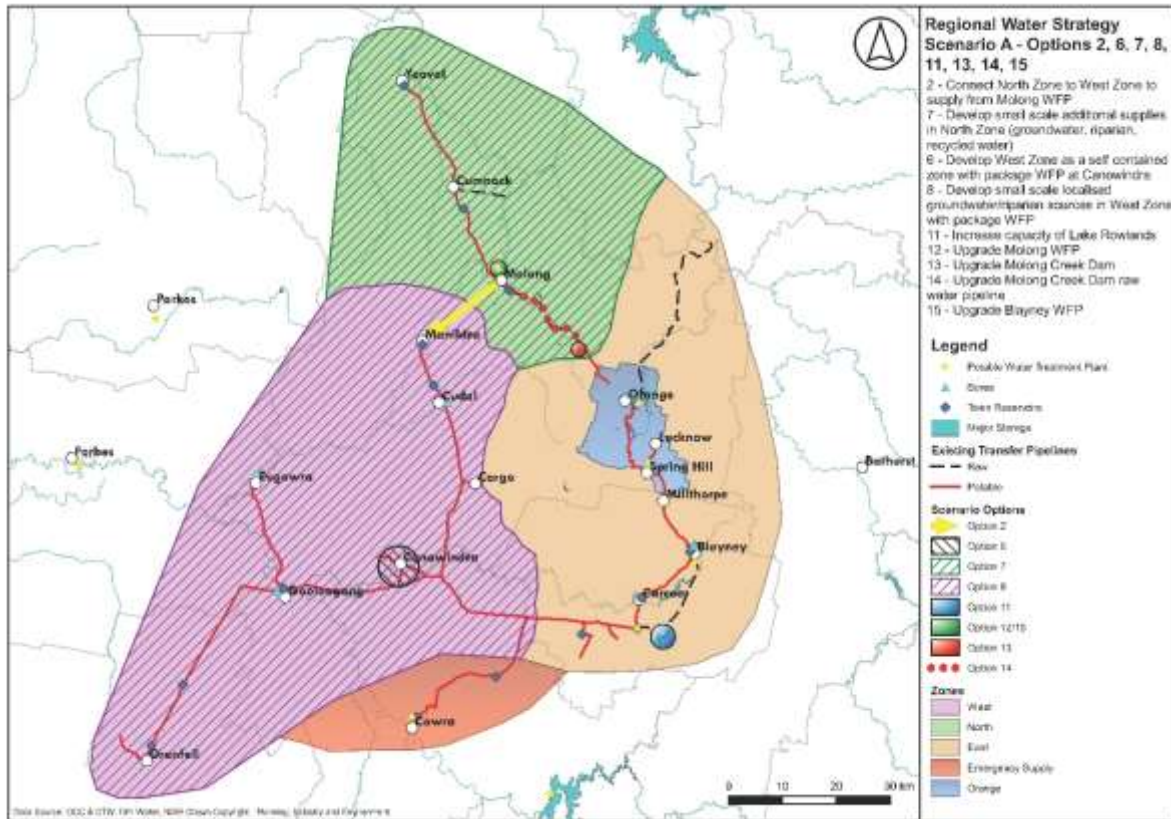 Regional Water Strategy
Scenario A - Options 2, 6, 7, 8,
11, 13, 14, 15
2 - Connect North Zone to West Zone to
supply from Molong WFP
7 - Develop small scale additional supplies
in North Zone (groundwater, riparian,
recycled water)
6 - Develop West Zone as a self contained
zone with package WFP at Canowindra
8 - Develop small scale localised
groundwater/riparian sources in West Zone
with package WFP
11 - Increase capacity of Lake Rowlands
12 - Upgrade Molong WFP
13 - Upgrade Molong Creek Dam
14 - Upgrade Molong Creek Dam raw
water pipeline
15 - Upgrade Blayney WFP
Legend
Potable Water Treatment Plant
Bores
Town Reservoirs
Major Storage
Existing Transfer Pipelines
Raw
Potable
Scenario Options
Option 2
Option 7
Option 8
Option 11
Option 12/15
Option 13
Option 14
Zones
West
North
East
Emergency Supply
Orange
Yeoval
Cumnock
Molong
Parkes
Manildra
Cudal
Orange
Lucknow
Forbes
Spring Hill
Bathurst
Eugowra
Cargo
Millthorpe
Blayney
Canowindra
Gooloogong
Carcoar
Cowra
Grenfell
0 10 20 30 km